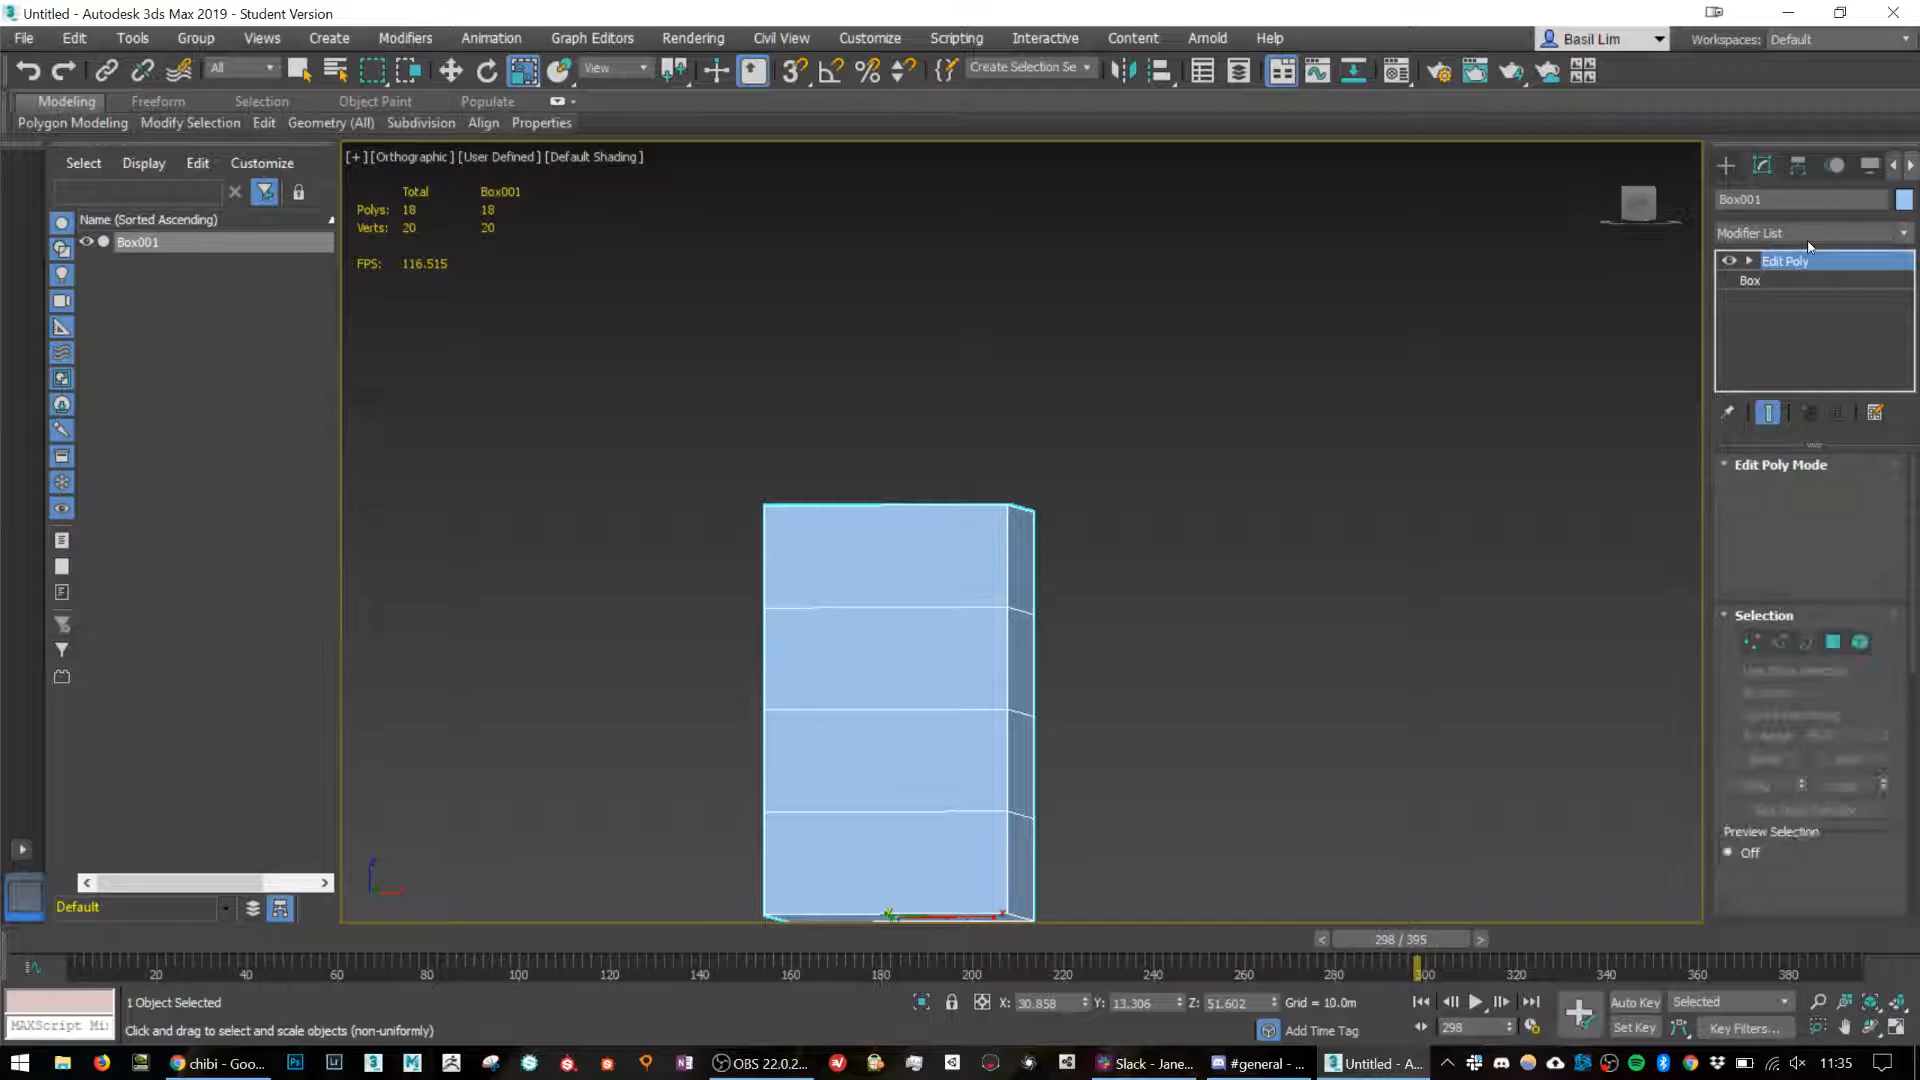 Untitled - Autodesk 3ds Max 2019 - Student Version
File Edit Tools Group Views Create Modifiers Animation Graph Editors Rendering Civil View Customize Scripting Interactive Content Arnold Help Basil Lim Workspaces: Default
All View Create Selection Se
Modeling Freeform Selection Object Paint Populate
Polygon Modeling Modify Selection Edit Geometry (All) Subdivision Align Properties
Select Display Edit Customize
Name (Sorted Ascending)
Box001
[+] [Orthographic] [User Defined] [Default Shading]
Total Box001
Polys: 18 18
Verts: 20 20
FPS: 116.515
Box001
Modifier List
Edit Poly
Box
Edit Poly Mode
Selection
Preview Selection
Off
Default
298 / 395
20 40 60 80 100 120 140 160 180 200 220 240 260 280 300 320 340 360 380
1 Object Selected X: 30.858 Y: 13.306 Z: 51.602 Grid = 10.0m Auto Key Selected
MAXScript Mi Click and drag to select and scale objects (non-uniformly) Add Time Tag 298 Set Key Key Filters...
chibi - Goo... OBS 22.0.2... Slack - Jane... #general - ... Untitled - A... 11:35